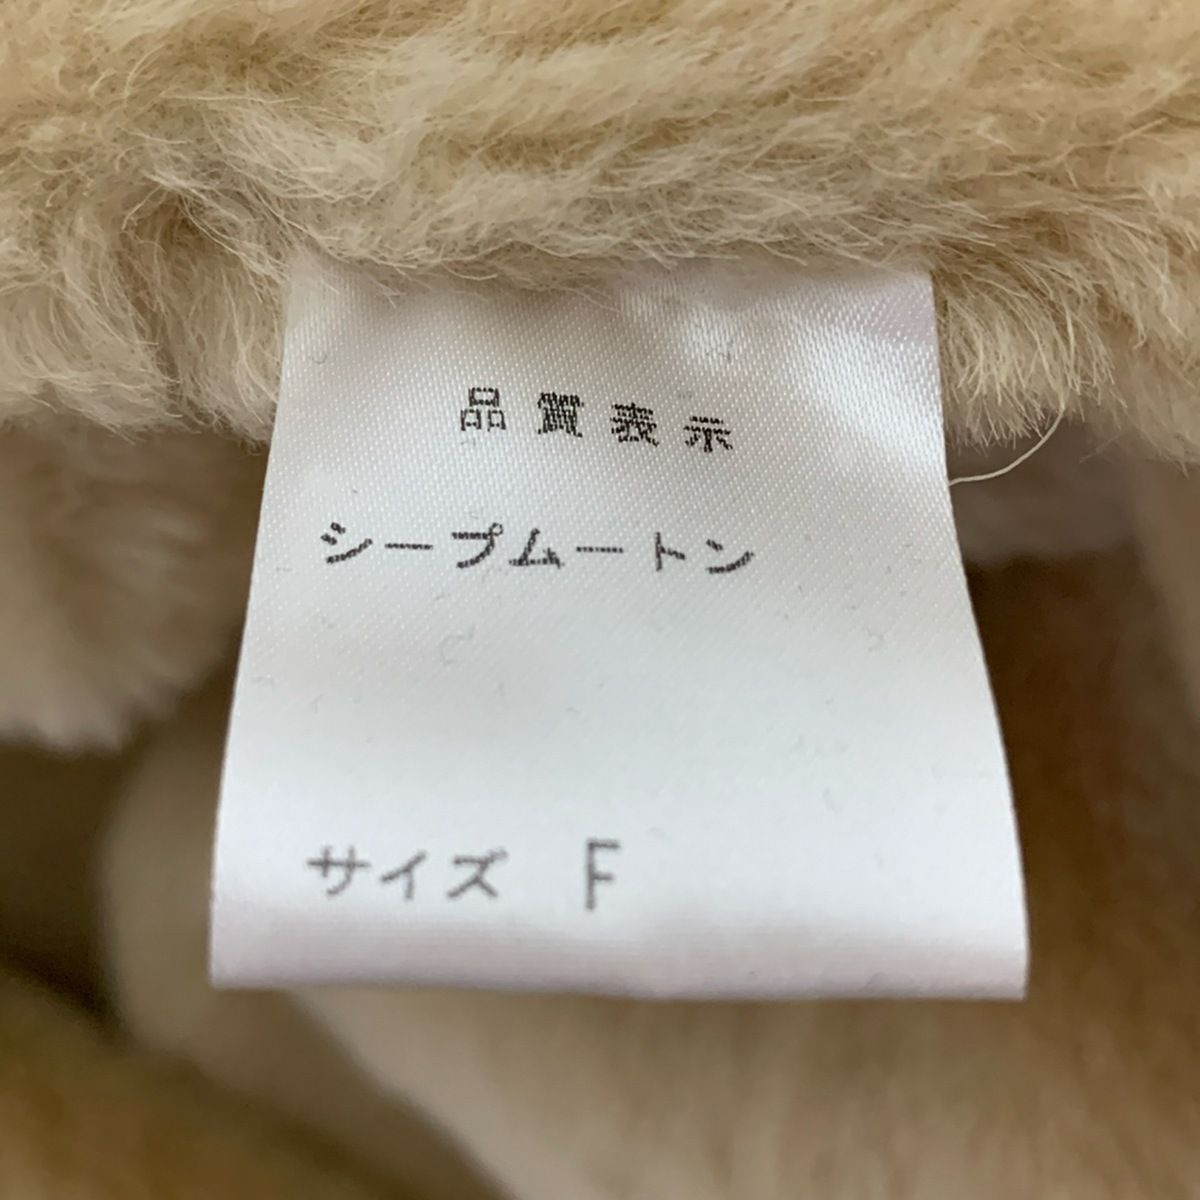 品質表示
シープムートン
サイズ F